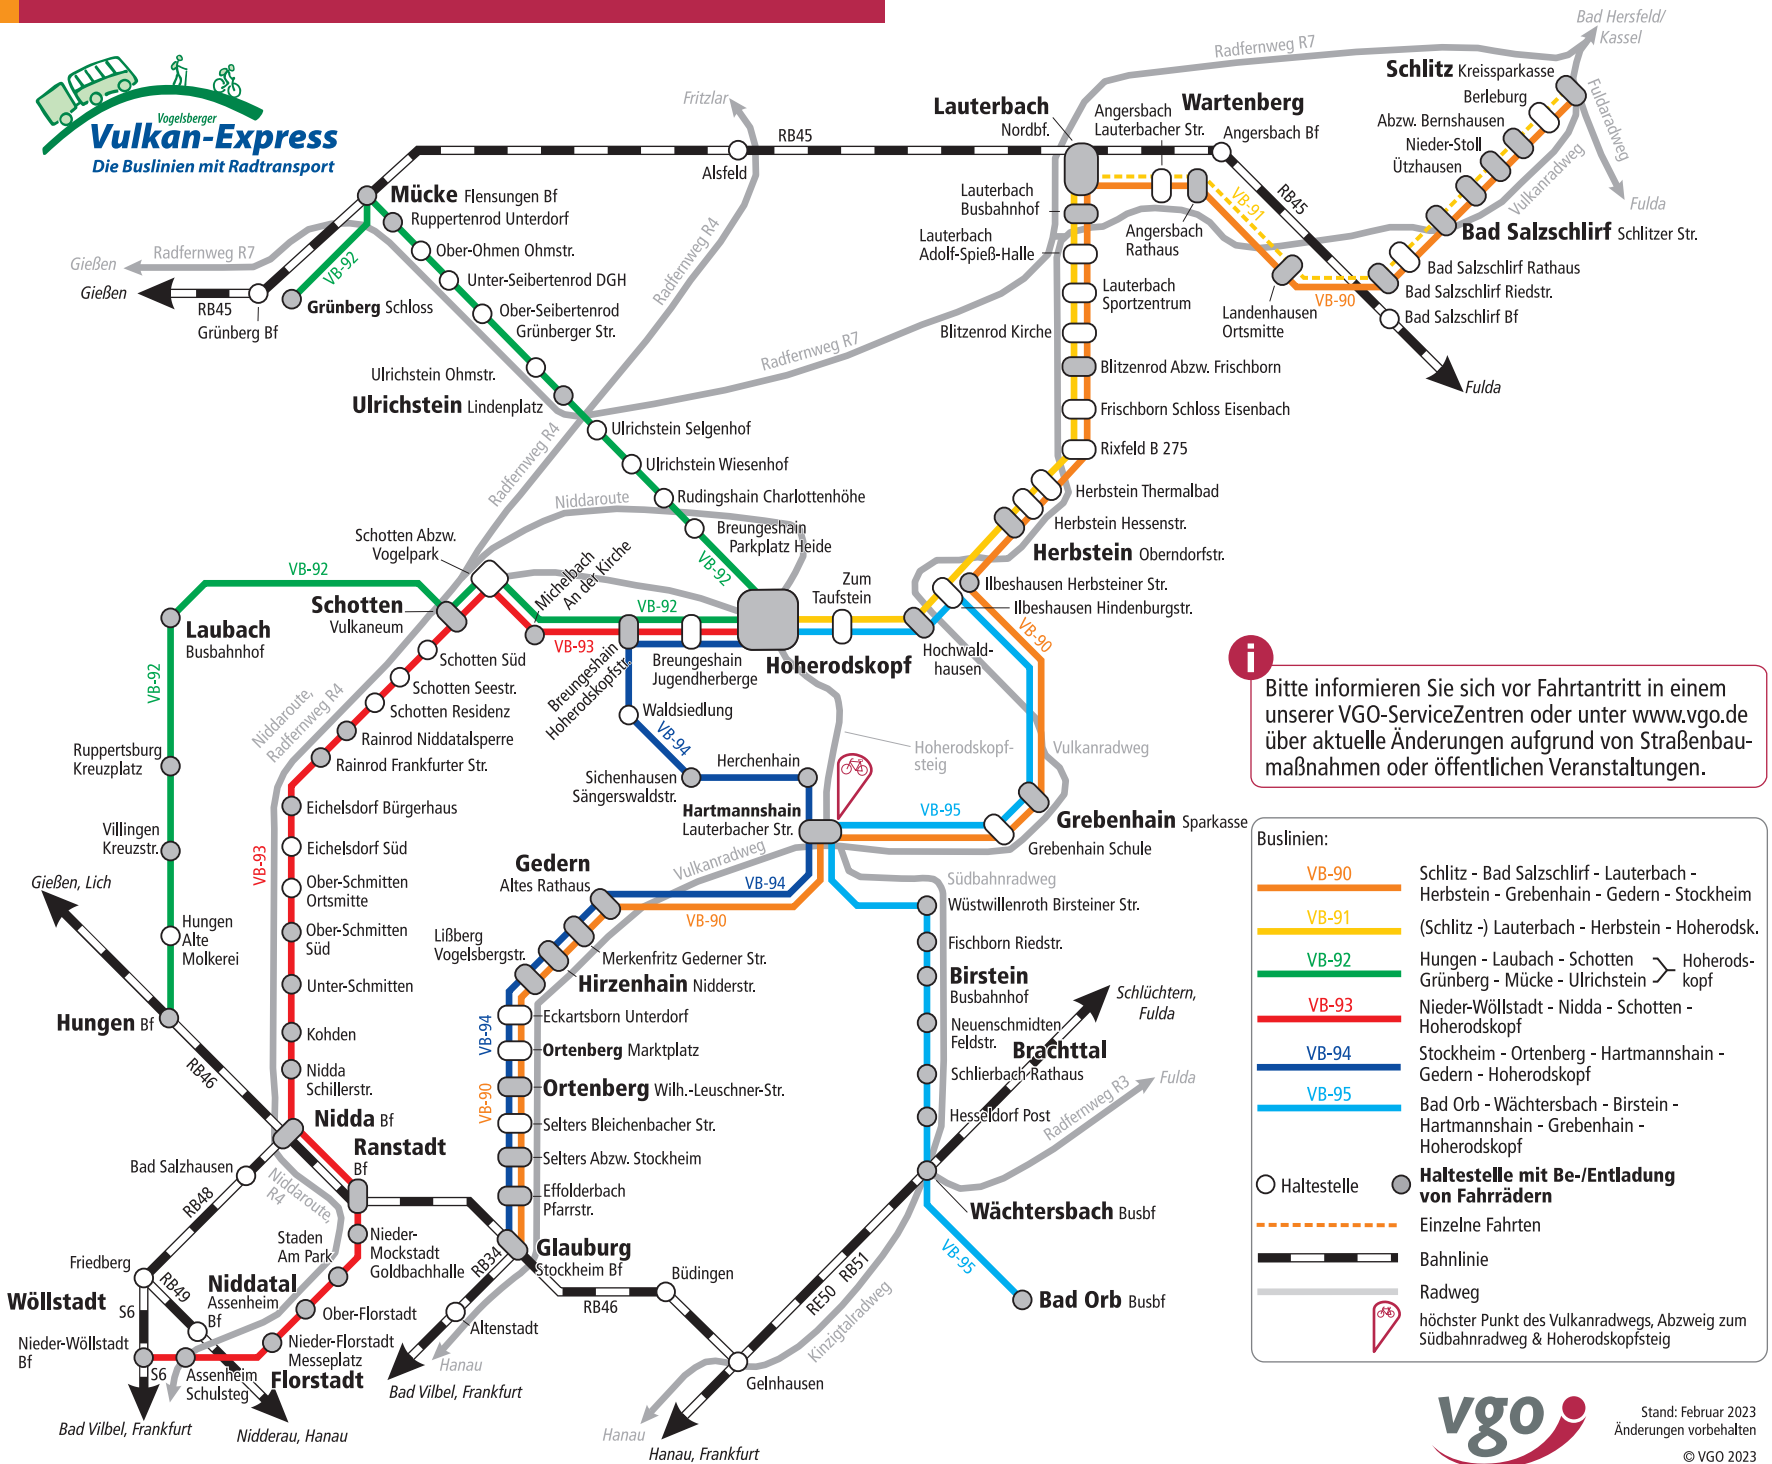 Vogelsberger
Vulkan-Express
Die Buslinien mit Radtransport
Bad Hersfeld/
Kassel
Radfernweg R7
Schlitz Kreissparkasse
Berleburg
Abzw. Bernshausen
Nieder-Stoll
Ützhausen
Fuldaradweg
Vulkanradweg
Fulda
Bad Salzschlirf Schlitzer Str.
Bad Salzschlirf Rathaus
Bad Salzschlirf Riedstr.
Bad Salzschlirf Bf
Fulda
Fritzlar
RB45
Alsfeld
Lauterbach
Nordbf.
Angersbach
Lauterbacher Str.
Wartenberg
Angersbach Bf
RB45
VB-91
VB-90
Angersbach
Rathaus
Landenhausen
Ortsmitte
Lauterbach
Busbahnhof
Lauterbach
Adolf-Spieß-Halle
Lauterbach
Sportzentrum
Blitzenrod Kirche
Blitzenrod Abzw. Frischborn
Frischborn Schloss Eisenbach
Rixfeld B 275
Herbstein Thermalbad
Herbstein Hessenstr.
Herbstein Oberndorfstr.
Ilbeshausen Herbsteiner Str.
Ilbeshausen Hindenburgstr.
VB-90
Mücke Flensungen Bf
Ruppertenrod Unterdorf
Ober-Ohmen Ohmstr.
Unter-Seibertenrod DGH
Ober-Seibertenrod
Grünberger Str.
Radfernweg R7
Gießen
Gießen
RB45
Grünberg Bf
VB-92
Grünberg Schloss
Ulrichstein Ohmstr.
Ulrichstein Lindenplatz
Ulrichstein Selgenhof
Ulrichstein Wiesenhof
Rudingshain Charlottenhöhe
Breungeshain
Parkplatz Heide
VB-92
Radfernweg R4
Radfernweg R7
Radfernweg R4
Niddaroute
Schotten Abzw.
Vogelpark
Michelbach
An der Kirche
VB-92
Schotten
Vulkaneum
VB-92
VB-93
Laubach
Busbahnhof
VB-92
Breungeshain
Hoherodskopfstr.
Breungeshain
Jugendherberge
Hoherodskopf
Zum
Taufstein
Hochwald-
hausen
Schotten Süd
Schotten Seestr.
Schotten Residenz
Rainrod Niddatalsperre
Rainrod Frankfurter Str.
Niddaroute,
Radfernweg R4
Waldsiedlung
VB-94
Sichenhausen
Sängerswaldstr.
Herchenhain
Hoherodskopf-
steig
Vulkanradweg
Hartmannshain
Lauterbacher Str.
VB-95
Grebenhain Sparkasse
Grebenhain Schule
Ruppertsburg
Kreuzplatz
Villingen
Kreuzstr.
Hungen
Alte
Molkerei
Gießen, Lich
Hungen Bf
RB46
VB-93
Eichelsdorf Bürgerhaus
Eichelsdorf Süd
Ober-Schmitten
Ortsmitte
Ober-Schmitten
Süd
Unter-Schmitten
Kohden
Nidda
Schillerstr.
Nidda Bf
Gedern
Altes Rathaus
VB-94
VB-90
Vulkanradweg
Südbahnradweg
Lißberg
Vogelsbergstr.
Merkenfritz Gederner Str.
Hirzenhain Nidderstr.
Eckartsborn Unterdorf
Ortenberg Marktplatz
Ortenberg Wilh.-Leuschner-Str.
Selters Bleichenbacher Str.
Selters Abzw. Stockheim
Effolderbach
Pfarrstr.
VB-94
VB-90
Glauburg
Stockheim Bf
Wüstwillenroth Birsteiner Str.
Fischborn Riedstr.
Birstein
Busbahnhof
Neuenschmidten
Feldstr.
Brachttal
Schlierbach Rathaus
Hesseldorf Post
Schlüchtern,
Fulda
Radfernweg R3
Fulda
Wächtersbach Busbf
VB-95
Bad Orb Busbf
RE50
RB51
Kinzigtalradweg
Ranstadt
Bf
Bad Salzhausen
RB48
Niddaroute,
R4
Friedberg
RB49
Staden
Am Park
Nieder-
Mockstadt
Goldbachhalle
RB34
Niddatal
Assenheim
Bf
Wöllstadt
S6
Nieder-Wöllstadt
Bf
S6
Assenheim
Schulsteg
Ober-Florstadt
Nieder-Florstadt
Messeplatz
Florstadt
Altenstadt
Büdingen
RB46
Gelnhausen
Hanau
Bad Vilbel, Frankfurt
Bad Vilbel, Frankfurt
Nidderau, Hanau
Hanau
Hanau, Frankfurt
i
Bitte informieren Sie sich vor Fahrtantritt in einem
unserer VGO-ServiceZentren oder unter www.vgo.de
über aktuelle Änderungen aufgrund von Straßenbau-
maßnahmen oder öffentlichen Veranstaltungen.
Buslinien:
VB-90 Schlitz - Bad Salzschlirf - Lauterbach -
Herbstein - Grebenhain - Gedern - Stockheim
VB-91 (Schlitz -) Lauterbach - Herbstein - Hoherodsk.
VB-92 Hungen - Laubach - Schotten
Grünberg - Mücke - Ulrichstein
Hoherods-
kopf
VB-93 Nieder-Wöllstadt - Nidda - Schotten -
Hoherodskopf
VB-94 Stockheim - Ortenberg - Hartmannshain -
Gedern - Hoherodskopf
VB-95 Bad Orb - Wächtersbach - Birstein -
Hartmannshain - Grebenhain -
Hoherodskopf
Haltestelle
Haltestelle mit Be-/Entladung
von Fahrrädern
Einzelne Fahrten
Bahnlinie
Radweg
höchster Punkt des Vulkanradwegs, Abzweig zum
Südbahnradweg & Hoherodskopfsteig
vgo
Stand: Februar 2023
Änderungen vorbehalten
© VGO 2023